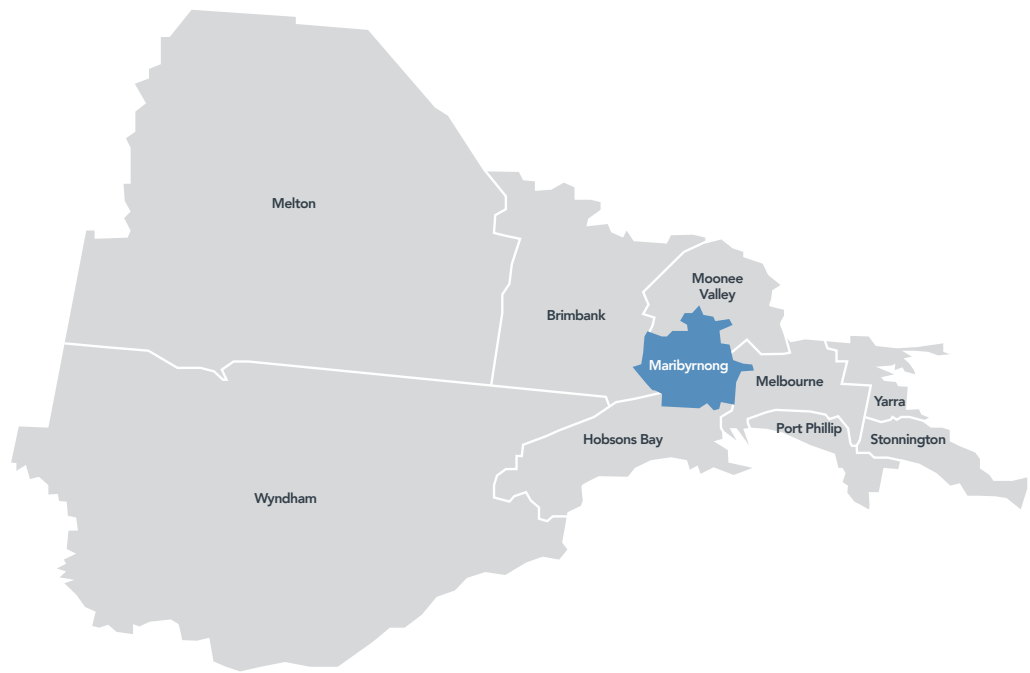 Melton
Moonee
Valley
Brimbank
Maribyrnong
Melbourne
Yarra
Port Phillip
Hobsons Bay
Stonnington
Wyndham